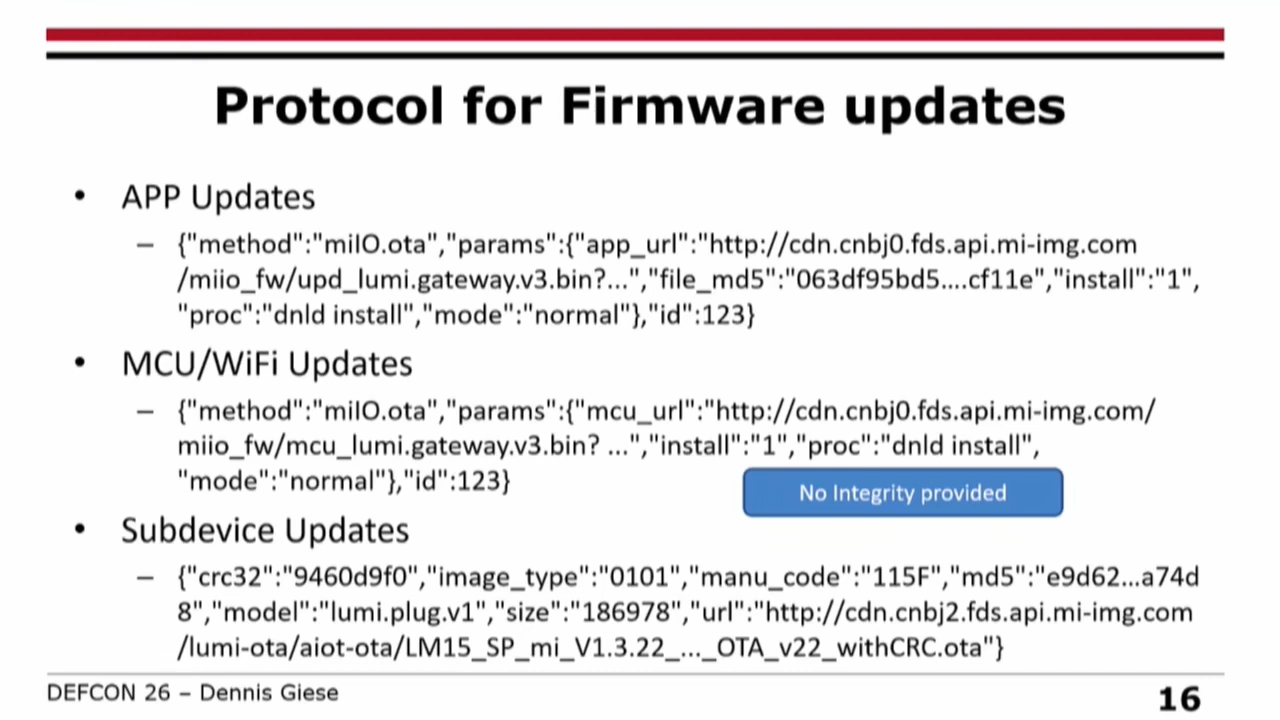 Protocol for Firmware updates
• APP Updates
– {"method":"miIO.ota","params":{"app_url":"http://cdn.cnbj0.fds.api.mi-img.com
/miio_fw/upd_lumi.gateway.v3.bin?...","file_md5":"063df95bd5....cf11e","install":"1",
"proc":"dnld install","mode":"normal"},"id":123}
• MCU/WiFi Updates
– {"method":"miIO.ota","params":{"mcu_url":"http://cdn.cnbj0.fds.api.mi-img.com/
miio_fw/mcu_lumi.gateway.v3.bin? ...","install":"1","proc":"dnld install",
"mode":"normal"},"id":123}
No Integrity provided
• Subdevice Updates
– {"crc32":"9460d9f0","image_type":"0101","manu_code":"115F","md5":"e9d62...a74d
8","model":"lumi.plug.v1","size":"186978","url":"http://cdn.cnbj2.fds.api.mi-img.com
/lumi-ota/aiot-ota/LM15_SP_mi_V1.3.22_..._OTA_v22_withCRC.ota"}
DEFCON 26 – Dennis Giese
16